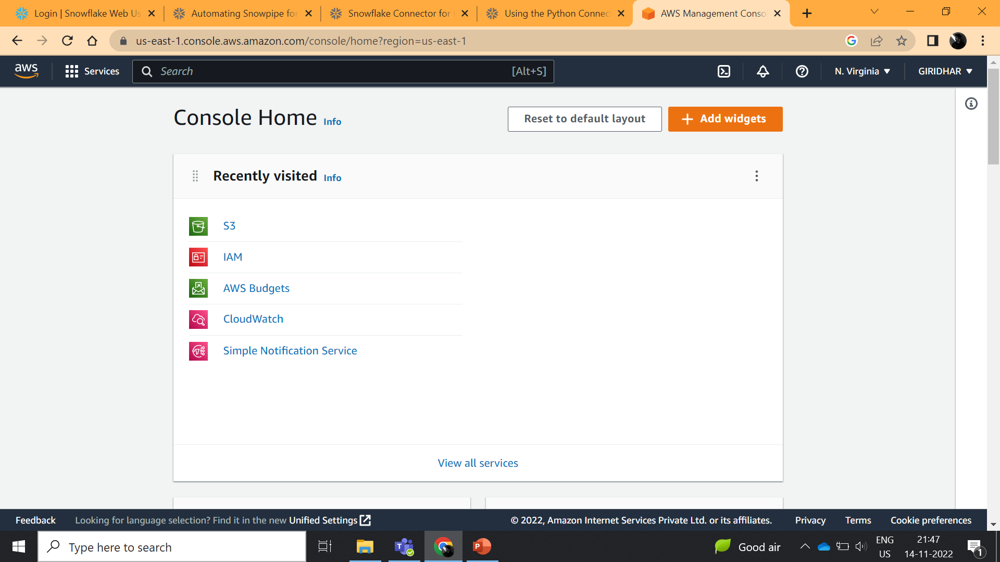 Login | Snowflake Web Us
Automating Snowpipe for
Snowflake Connector for
Using the Python Connec
AWS Management Conso
us-east-1.console.aws.amazon.com/console/home?region=us-east-1
aws
Services
Search
[Alt+S]
N. Virginia
GIRIDHAR
Console Home Info
Reset to default layout
Add widgets
Recently visited Info
S3
IAM
AWS Budgets
CloudWatch
Simple Notification Service
View all services
Feedback
Looking for language selection? Find it in the new Unified Settings
© 2022, Amazon Internet Services Private Ltd. or its affiliates.
Privacy
Terms
Cookie preferences
Type here to search
Good air
ENG
US
21:47
14-11-2022
1